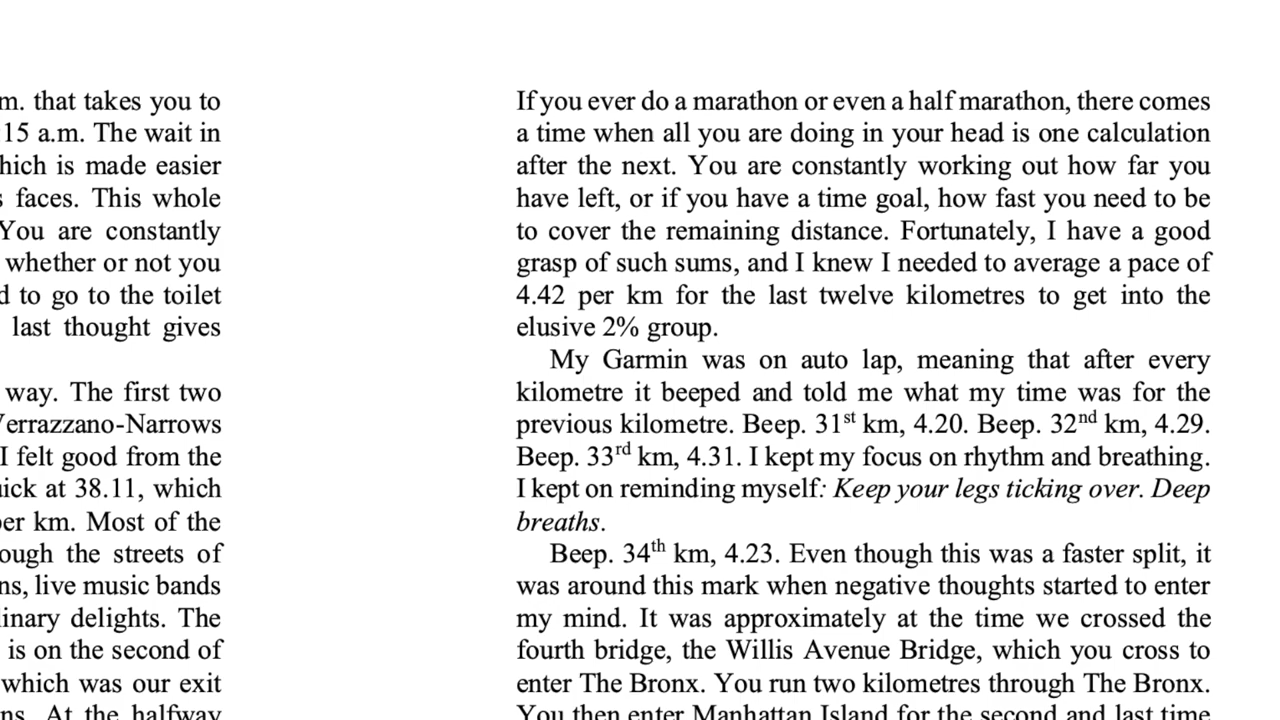 m. that takes you to
15 a.m. The wait in
hich is made easier
faces. This whole
You are constantly
whether or not you
d to go to the toilet
last thought gives
way. The first two
Verrazzano-Narrows
I felt good from the
uick at 38.11, which
per km. Most of the
ough the streets of
ns, live music bands
linary delights. The
is on the second of
which was our exit
ns. At the halfway
If you ever do a marathon or even a half marathon, there comes
a time when all you are doing in your head is one calculation
after the next. You are constantly working out how far you
have left, or if you have a time goal, how fast you need to be
to cover the remaining distance. Fortunately, I have a good
grasp of such sums, and I knew I needed to average a pace of
4.42 per km for the last twelve kilometres to get into the
elusive 2% group.
My Garmin was on auto lap, meaning that after every
kilometre it beeped and told me what my time was for the
previous kilometre. Beep. 31st km, 4.20. Beep. 32nd km, 4.29.
Beep. 33rd km, 4.31. I kept my focus on rhythm and breathing.
I kept on reminding myself: Keep your legs ticking over. Deep
breaths.
Beep. 34th km, 4.23. Even though this was a faster split, it
was around this mark when negative thoughts started to enter
my mind. It was approximately at the time we crossed the
fourth bridge, the Willis Avenue Bridge, which you cross to
enter The Bronx. You run two kilometres through The Bronx.
You then enter Manhattan Island for the second and last time